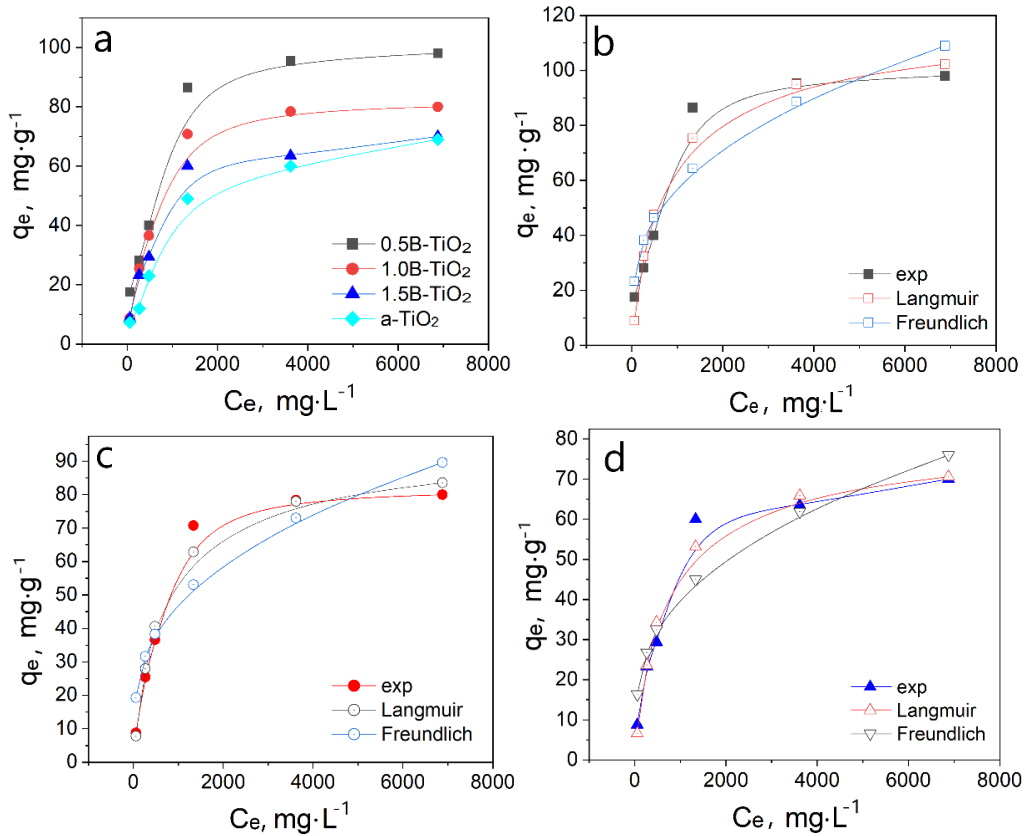 a
100
80
60
40
20
0
qe, mg·g⁻¹
0.5B-TiO₂
1.0B-TiO₂
1.5B-TiO₂
a-TiO₂
0 2000 4000 6000 8000
Ce, mg·L⁻¹
b
120
100
80
60
40
20
0
qe, mg·g⁻¹
exp
Langmuir
Freundlich
0 2000 4000 6000 8000
Ce, mg·L⁻¹
c
90
80
70
60
50
40
30
20
10
0
qe, mg·g⁻¹
exp
Langmuir
Freundlich
0 2000 4000 6000 8000
Ce, mg·L⁻¹
d
80
70
60
50
40
30
20
10
0
qe, mg·g⁻¹
exp
Langmuir
Freundlich
0 2000 4000 6000 8000
Ce, mg·L⁻¹